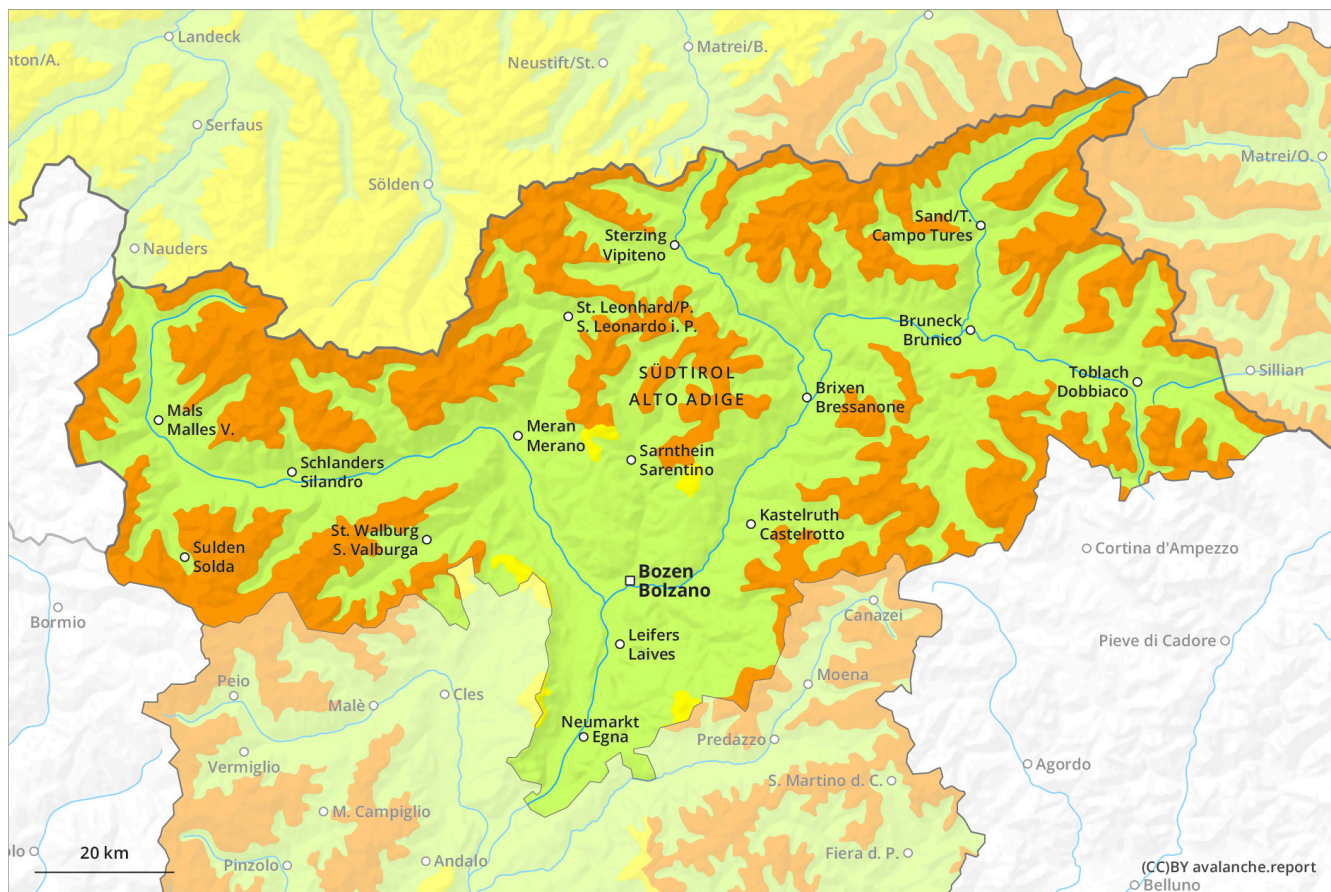 Landeck
nton/A.
Matrei/B.
Neustift/St.
Serfaus
Matrei/O.
Sölden
Sand/T.
Campo Tures
Sterzing
Vipiteno
Nauders
St. Leonhard/P.
S. Leonardo i. P.
Bruneck
Brunico
SÜDTIROL
ALTO ADIGE
Toblach
Dobbiaco
Sillian
Brixen
Bressanone
Mals
Malles V.
Meran
Merano
Sarnthein
Sarentino
Schlanders
Silandro
Kastelruth
Castelrotto
St. Walburg
S. Valburga
Sulden
Solda
Cortina d'Ampezzo
Bozen
Bolzano
Bormio
Canazei
Leifers
Laives
Pieve di Cadore
Peio
Moena
Cles
Malè
Neumarkt
Egna
Predazzo
Vermiglio
Agordo
S. Martino d. C.
M. Campiglio
olo
20 km
Pinzolo
Andalo
Fiera d. P.
(CC)BY avalanche.report
Belluno